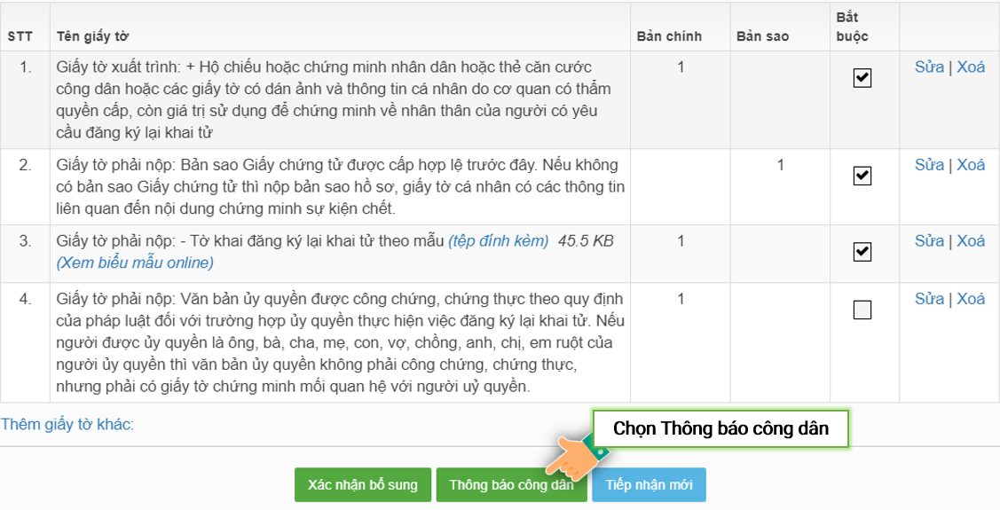 STT Tên giấy tờ Bản chính Bản sao Bắt
buộc
1. Giấy tờ xuất trình: + Hộ chiếu hoặc chứng minh nhân dân hoặc thẻ căn cước 1 Sửa | Xoá
công dân hoặc các giấy tờ có dán ảnh và thông tin cá nhân do cơ quan có thẩm
quyền cấp, còn giá trị sử dụng để chứng minh về nhân thân của người có yêu
cầu đăng ký lại khai tử
2. Giấy tờ phải nộp: Bản sao Giấy chứng tử được cấp hợp lệ trước đây. Nếu không 1 Sửa | Xoá
có bản sao Giấy chứng tử thì nộp bản sao hồ sơ, giấy tờ cá nhân có các thông tin
liên quan đến nội dung chứng minh sự kiện chết.
3. Giấy tờ phải nộp: - Tờ khai đăng ký lại khai tử theo mẫu (tệp đính kèm) 45.5 KB 1 Sửa | Xoá
(Xem biểu mẫu online)
4. Giấy tờ phải nộp: Văn bản ủy quyền được công chứng, chứng thực theo quy định 1 Sửa | Xoá
của pháp luật đối với trường hợp ủy quyền thực hiện việc đăng ký lại khai tử. Nếu
người được ủy quyền là ông, bà, cha, mẹ, con, vợ, chồng, anh, chị, em ruột của
người ủy quyền thì văn bản ủy quyền không phải công chứng, chứng thực,
nhưng phải có giấy tờ chứng minh mối quan hệ với người uỷ quyền.
Thêm giấy tờ khác:
Chọn Thông báo công dân
Xác nhận bổ sung Thông báo công dân Tiếp nhận mới